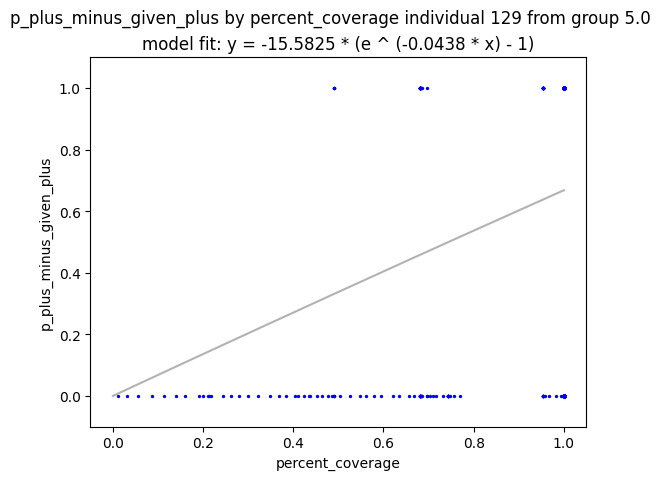 p_plus_minus_given_plus by percent_coverage individual 129 from group 5.0
model fit: y = -15.5825 * (e ^ (-0.0438 * x) - 1)
p_plus_minus_given_plus
1.0
0.8
0.6
0.4
0.2
0.0
0.0 0.2 0.4 0.6 0.8 1.0
percent_coverage